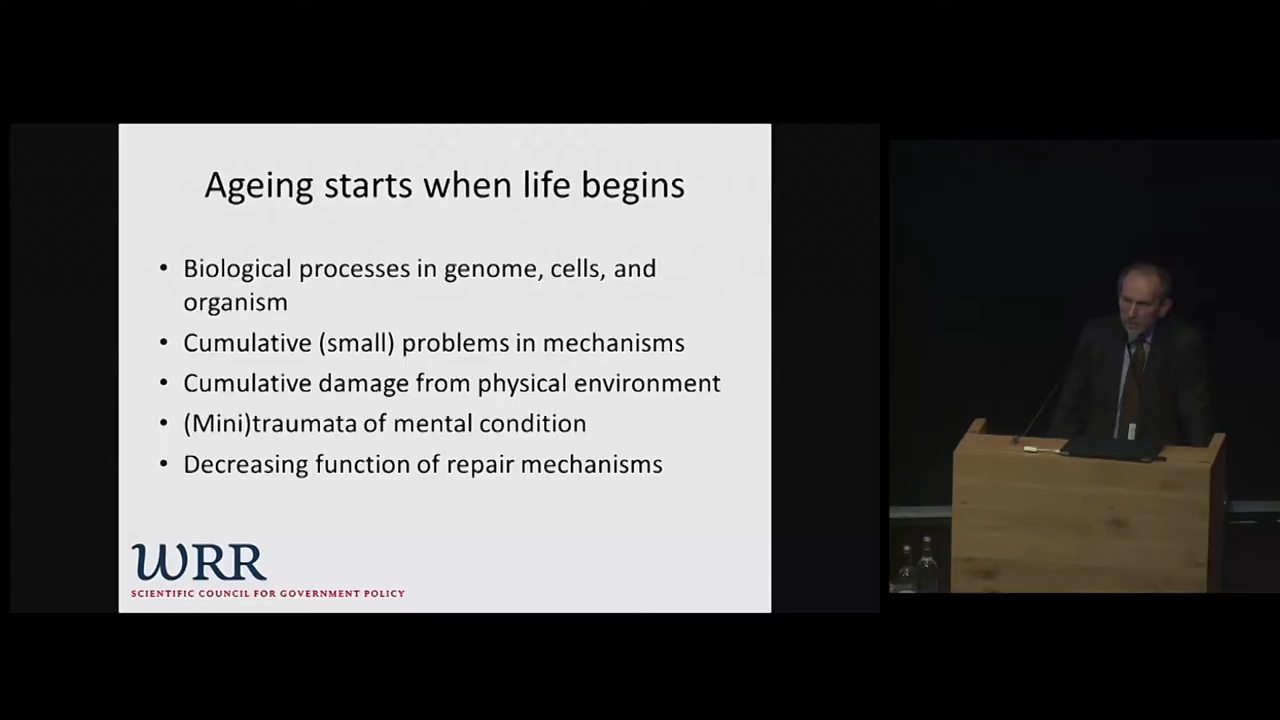 Ageing starts when life begins
• Biological processes in genome, cells, and
organism
• Cumulative (small) problems in mechanisms
• Cumulative damage from physical environment
• (Mini)traumata of mental condition
• Decreasing function of repair mechanisms
WRR
SCIENTIFIC COUNCIL FOR GOVERNMENT POLICY